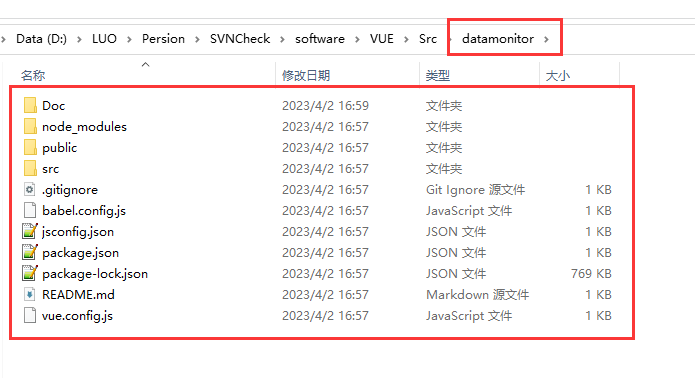 Data (D:) > LUO > Persion > SVNCheck > software > VUE > Src > datamonitor >
名称 修改日期 类型 大小
Doc 2023/4/2 16:59 文件夹
node_modules 2023/4/2 16:57 文件夹
public 2023/4/2 16:57 文件夹
src 2023/4/2 16:57 文件夹
.gitignore 2023/4/2 16:57 Git Ignore 源文件 1 KB
babel.config.js 2023/4/2 16:57 JavaScript 文件 1 KB
jsconfig.json 2023/4/2 16:57 JSON 文件 1 KB
package.json 2023/4/2 16:57 JSON 文件 1 KB
package-lock.json 2023/4/2 16:57 JSON 文件 769 KB
README.md 2023/4/2 16:57 Markdown 源文件 1 KB
vue.config.js 2023/4/2 16:57 JavaScript 文件 1 KB